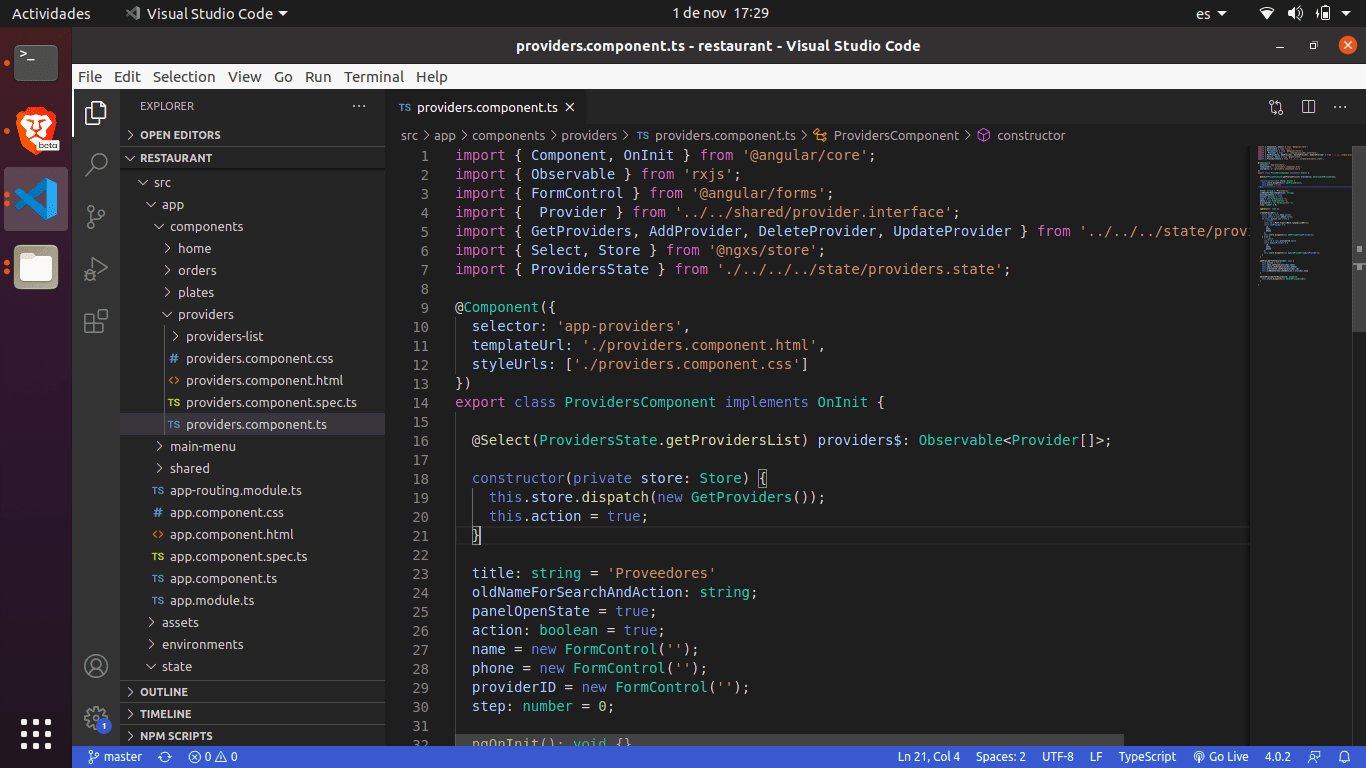 Actividades
Visual Studio Code
1 de nov 17:29
es
providers.component.ts - restaurant - Visual Studio Code
File Edit Selection View Go Run Terminal Help
>_
beta
1
EXPLORER
OPEN EDITORS
RESTAURANT
src
app
components
home
orders
plates
providers
providers-list
# providers.component.css
<> providers.component.html
TS providers.component.spec.ts
TS providers.component.ts
main-menu
shared
TS app-routing.module.ts
# app.component.css
<> app.component.html
TS app.component.spec.ts
TS app.component.ts
TS app.module.ts
assets
environments
state
OUTLINE
TIMELINE
NPM SCRIPTS
TS providers.component.ts
src > app > components > providers > TS providers.component.ts > ProvidersComponent > constructor
1 import { Component, OnInit } from '@angular/core';
2 import { Observable } from 'rxjs';
3 import { FormControl } from '@angular/forms';
4 import {  Provider } from '../../shared/provider.interface';
5 import { GetProviders, AddProvider, DeleteProvider, UpdateProvider } from '../../../state/prov
6 import { Select, Store } from '@ngxs/store';
7 import { ProvidersState } from './../../../state/providers.state';
8
9 @Component({
10   selector: 'app-providers',
11   templateUrl: './providers.component.html',
12   styleUrls: ['./providers.component.css']
13 })
14 export class ProvidersComponent implements OnInit {
15
16   @Select(ProvidersState.getProvidersList) providers$: Observable<Provider[]>;
17
18   constructor(private store: Store) {
19     this.store.dispatch(new GetProviders());
20     this.action = true;
21   }
22
23   title: string = 'Proveedores'
24   oldNameForSearchAndAction: string;
25   panelOpenState = true;
26   action: boolean = true;
27   name = new FormControl('');
28   phone = new FormControl('');
29   providerID = new FormControl('');
30   step: number = 0;
31
32   ngOnInit(): void {}
master
0 0
Ln 21, Col 4
Spaces: 2
UTF-8
LF
TypeScript
Go Live
4.0.2